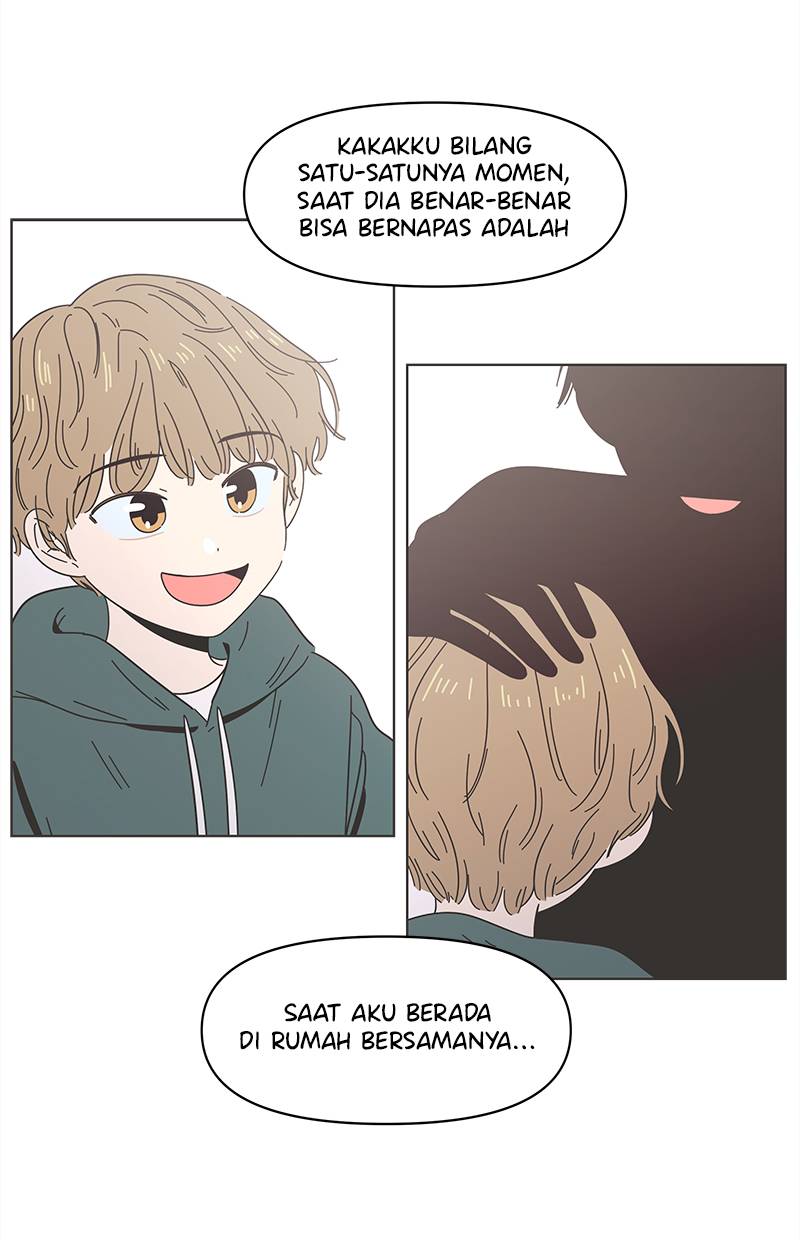 KAKAKKU BILANG
SATU-SATUNYA MOMEN,
SAAT DIA BENAR-BENAR
BISA BERNAPAS ADALAH
SAAT AKU BERADA
DI RUMAH BERSAMANYA...